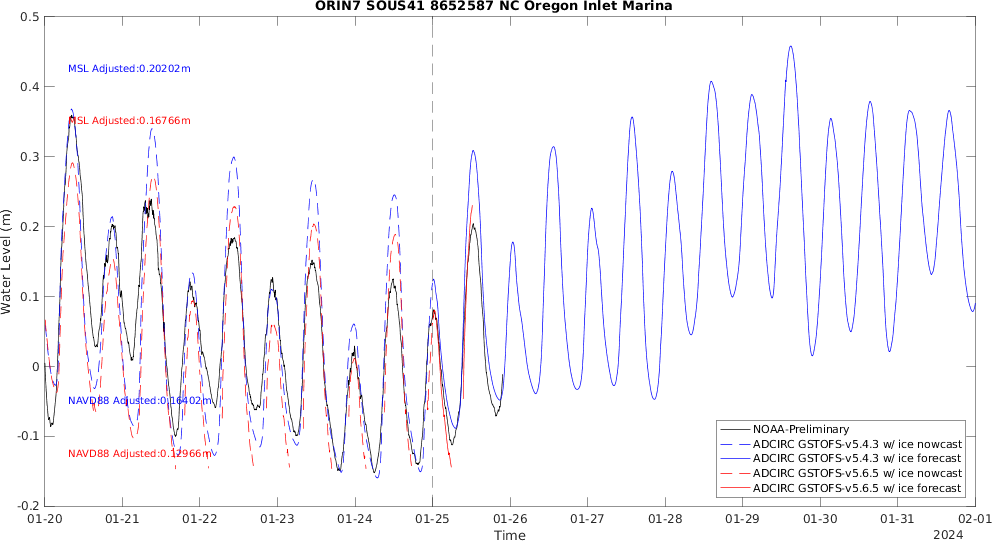 ORIN7 SOUS41 8652587 NC Oregon Inlet Marina
0.5
0.4
0.3
0.2
0.1
0
-0.1
-0.2
Water Level (m)
MSL Adjusted:0.20202m
MSL Adjusted:0.16766m
NAVD88 Adjusted:0.16402m
NAVD88 Adjusted:0.12966m
NOAA-Preliminary
ADCIRC GSTOFS-v5.4.3 w/ ice nowcast
ADCIRC GSTOFS-v5.4.3 w/ ice forecast
ADCIRC GSTOFS-v5.6.5 w/ ice nowcast
ADCIRC GSTOFS-v5.6.5 w/ ice forecast
01-20 01-21 01-22 01-23 01-24 01-25 01-26 01-27 01-28 01-29 01-30 01-31 02-01
Time
2024